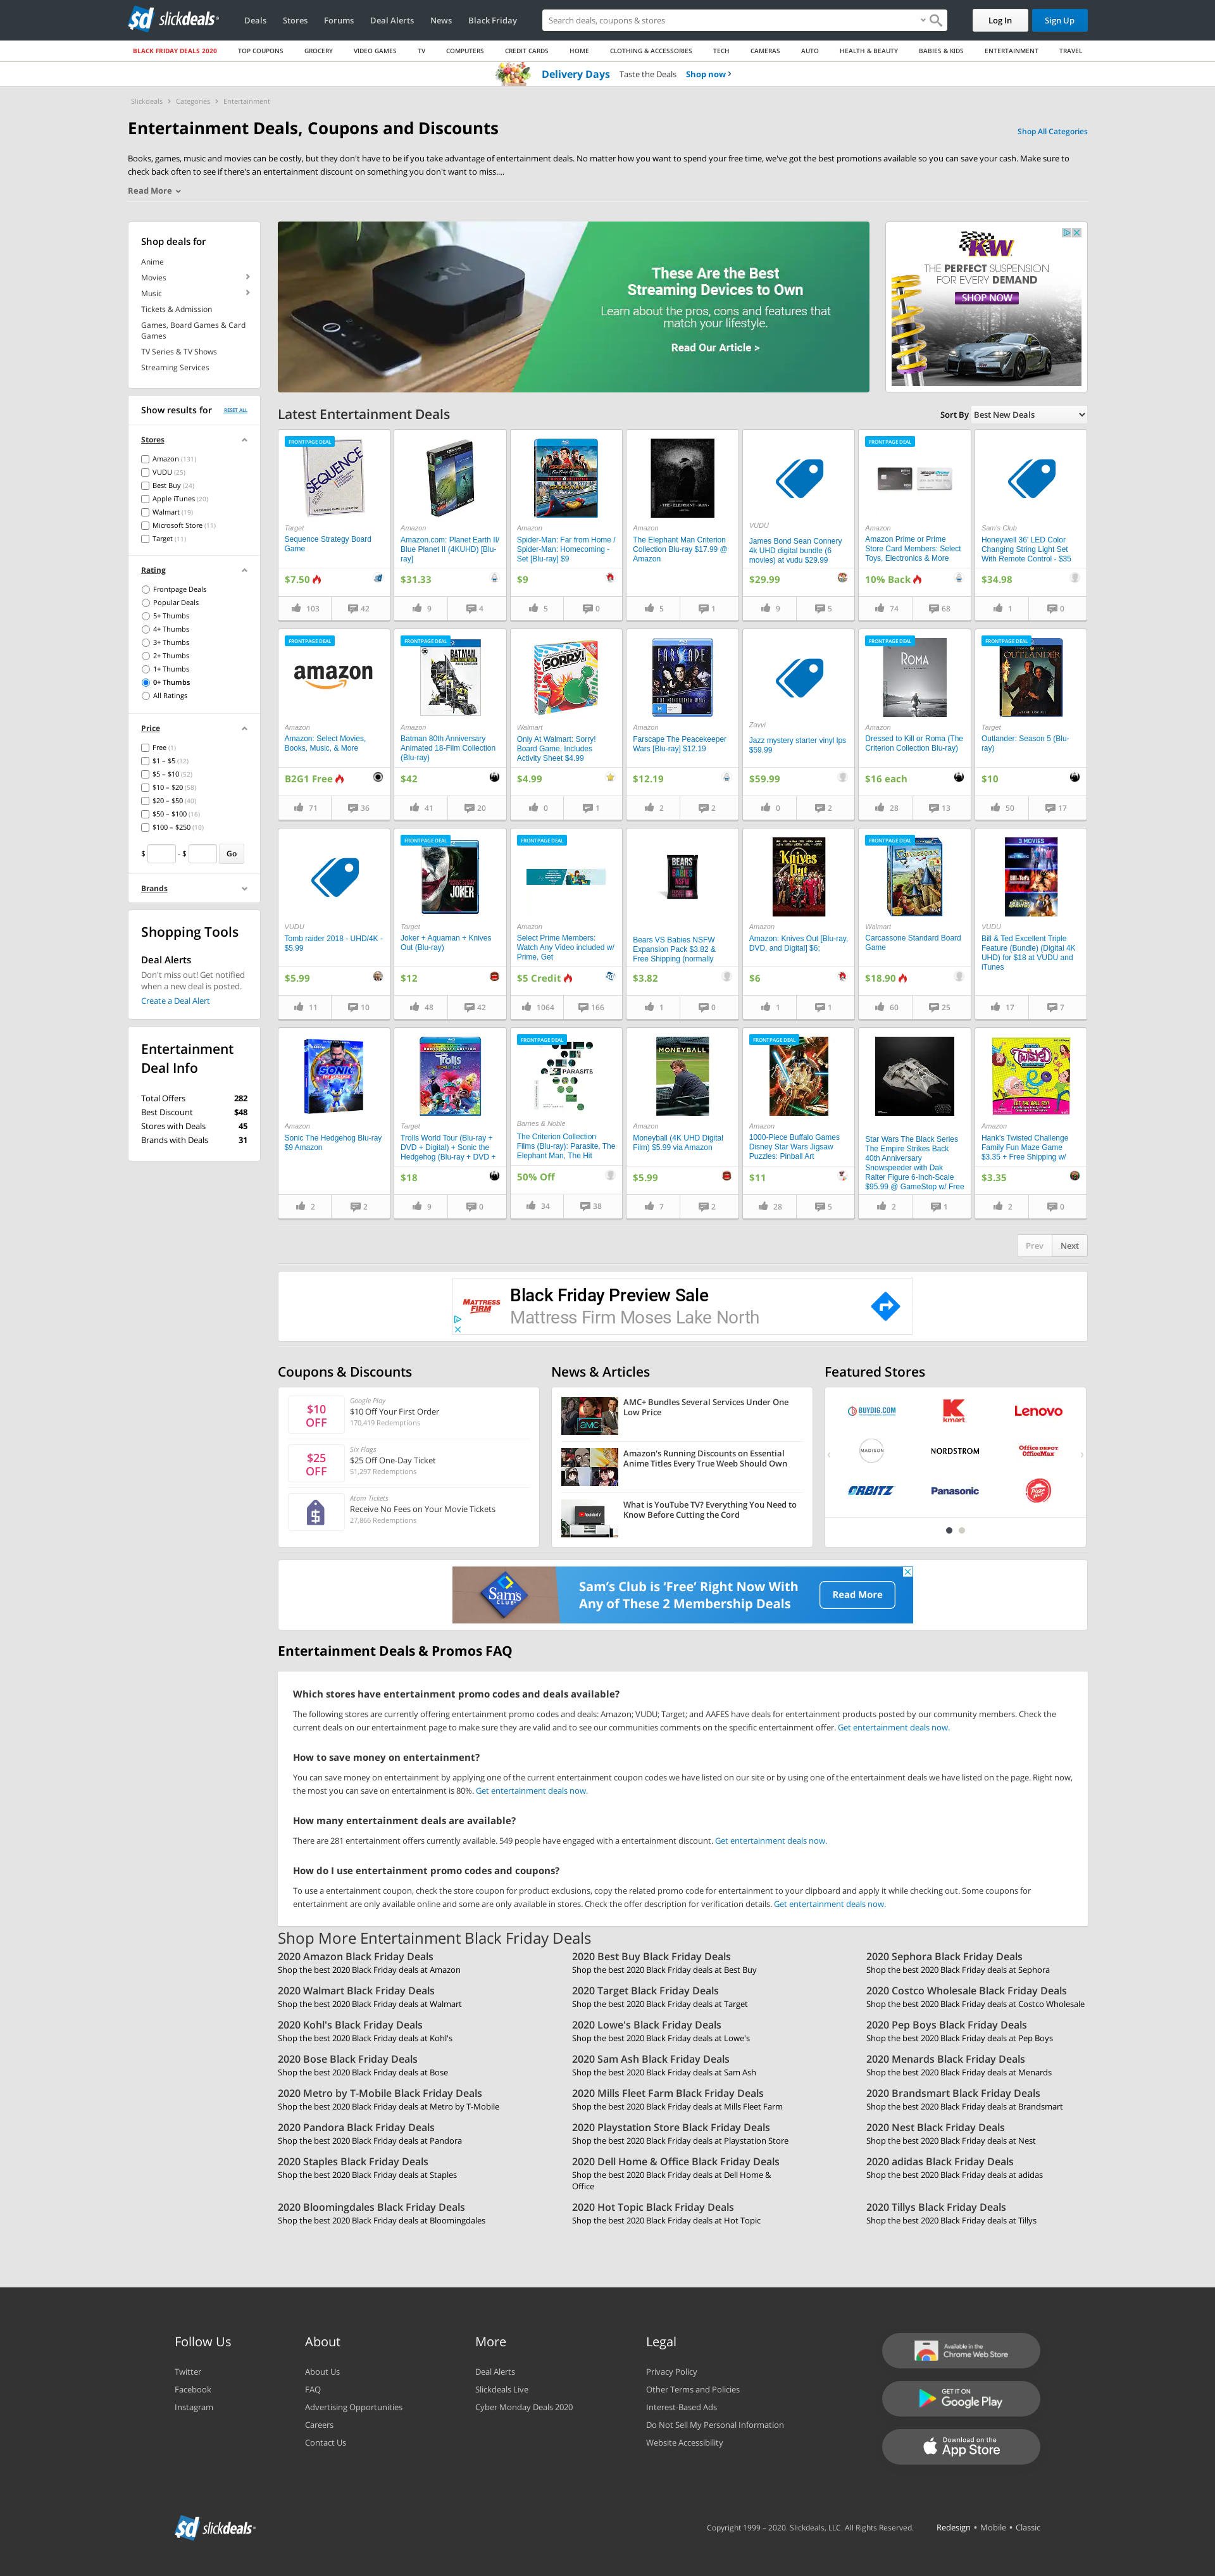 slickdeals
Deals
Stores
Forums
Deal Alerts
News
Black Friday
Search deals, coupons & stores
Log In
Sign Up
BLACK FRIDAY DEALS 2020
TOP COUPONS
GROCERY
VIDEO GAMES
TV
COMPUTERS
CREDIT CARDS
HOME
CLOTHING & ACCESSORIES
TECH
CAMERAS
AUTO
HEALTH & BEAUTY
BABIES & KIDS
ENTERTAINMENT
TRAVEL
Delivery Days Taste the Deals Shop now
Slickdeals > Categories > Entertainment
Entertainment Deals, Coupons and Discounts
Shop All Categories
Books, games, music and movies can be costly, but they don't have to be if you take advantage of entertainment deals. No matter how you want to spend your free time, we've got the best promotions available so you can save your cash. Make sure to
check back often to see if there's an entertainment discount on something you don't want to miss....
Read More
Shop deals for
Anime
Movies
Music
Tickets & Admission
Games, Board Games & Card
Games
TV Series & TV Shows
Streaming Services
Show results for
RESET ALL
Stores
Amazon (131)
VUDU (25)
Best Buy (24)
Apple iTunes (20)
Walmart (19)
Microsoft Store (11)
Target (11)
Rating
Frontpage Deals
Popular Deals
5+ Thumbs
4+ Thumbs
3+ Thumbs
2+ Thumbs
1+ Thumbs
0+ Thumbs
All Ratings
Price
Free (1)
$1 – $5 (32)
$5 – $10 (52)
$10 – $20 (58)
$20 – $50 (40)
$50 – $100 (16)
$100 – $250 (10)
$ - $ Go
Brands
Shopping Tools
Deal Alerts
Don't miss out! Get notified
when a new deal is posted.
Create a Deal Alert
Entertainment
Deal Info
Total Offers 282
Best Discount $48
Stores with Deals 45
Brands with Deals 31
These Are the Best
Streaming Devices to Own
Learn about the pros, cons and features that
match your lifestyle.
Read Our Article >
KW
THE PERFECT SUSPENSION
FOR EVERY DEMAND
SHOP NOW
Latest Entertainment Deals
Sort By Best New Deals
FRONTPAGE DEAL
SEQUENCE
Target
Sequence Strategy Board
Game
$7.50
103 42
Amazon
Amazon.com: Planet Earth II/
Blue Planet II (4KUHD) [Blu-
ray]
$31.33
9 4
Amazon
Spider-Man: Far from Home /
Spider-Man: Homecoming -
Set [Blu-ray] $9
$9
5 0
THE ELEPHANT MAN
Amazon
The Elephant Man Criterion
Collection Blu-ray $17.99 @
Amazon
5 1
VUDU
James Bond Sean Connery
4k UHD digital bundle (6
movies) at vudu $29.99
$29.99
9 5
FRONTPAGE DEAL
Amazon
Amazon Prime or Prime
Store Card Members: Select
Toys, Electronics & More
10% Back
74 68
Sam's Club
Honeywell 36' LED Color
Changing String Light Set
With Remote Control - $35
$34.98
1 0
FRONTPAGE DEAL
amazon
Amazon
Amazon: Select Movies,
Books, Music, & More
B2G1 Free
71 36
FRONTPAGE DEAL
BATMAN
Amazon
Batman 80th Anniversary
Animated 18-Film Collection
(Blu-ray)
$42
41 20
SORRY!
Walmart
Only At Walmart: Sorry!
Board Game, Includes
Activity Sheet $4.99
$4.99
0 1
FARSCAPE
Amazon
Farscape The Peacekeeper
Wars [Blu-ray] $12.19
$12.19
2 2
Zavvi
Jazz mystery starter vinyl lps
$59.99
$59.99
0 2
FRONTPAGE DEAL
ROMA
Amazon
Dressed to Kill or Roma (The
Criterion Collection Blu-ray)
$16 each
28 13
FRONTPAGE DEAL
OUTLANDER
Target
Outlander: Season 5 (Blu-
ray)
$10
50 17
VUDU
Tomb raider 2018 - UHD/4K -
$5.99
$5.99
11 10
FRONTPAGE DEAL
JOKER
Target
Joker + Aquaman + Knives
Out (Blu-ray)
$12
48 42
FRONTPAGE DEAL
Amazon
Select Prime Members:
Watch Any Video included w/
Prime, Get
$5 Credit
1064 166
BEARS
BABIES
NSFW
Bears VS Babies NSFW
Expansion Pack $3.82 &
Free Shipping (normally
$3.82
1 0
Knives Out
Amazon
Amazon: Knives Out [Blu-ray,
DVD, and Digital] $6;
$6
1 1
FRONTPAGE DEAL
Carcassonne
Walmart
Carcassone Standard Board
Game
$18.90
60 25
3 MOVIES
VUDU
Bill & Ted Excellent Triple
Feature (Bundle) (Digital 4K
UHD) for $18 at VUDU and
iTunes
17 7
SONIC
Amazon
Sonic The Hedgehog Blu-ray
$9 Amazon
2 2
Trolls
Target
Trolls World Tour (Blu-ray +
DVD + Digital) + Sonic the
Hedgehog (Blu-ray + DVD +
$18
9 0
FRONTPAGE DEAL
PARASITE
Barnes & Noble
The Criterion Collection
Films (Blu-ray): Parasite, The
Elephant Man, The Hit
50% Off
34 38
MONEYBALL
Amazon
Moneyball (4K UHD Digital
Film) $5.99 via Amazon
$5.99
7 2
FRONTPAGE DEAL
Amazon
1000-Piece Buffalo Games
Disney Star Wars Jigsaw
Puzzles: Pinball Art
$11
28 5
Star Wars The Black Series
The Empire Strikes Back
40th Anniversary
Snowspeeder with Dak
Ralter Figure 6-Inch-Scale
$95.99 @ GameStop w/ Free
2 1
Twisted
Amazon
Hank's Twisted Challenge
Family Fun Maze Game
$3.35 + Free Shipping w/
$3.35
2 0
Prev Next
MATTRESS FIRM
Black Friday Preview Sale
Mattress Firm Moses Lake North
Coupons & Discounts
$10
OFF
Google Play
$10 Off Your First Order
170,419 Redemptions
$25
OFF
Six Flags
$25 Off One-Day Ticket
51,297 Redemptions
Atom Tickets
Receive No Fees on Your Movie Tickets
27,866 Redemptions
News & Articles
AMC+ Bundles Several Services Under One
Low Price
Amazon's Running Discounts on Essential
Anime Titles Every True Weeb Should Own
What is YouTube TV? Everything You Need to
Know Before Cutting the Cord
Featured Stores
BUYDIG.COM
kmart
Lenovo
MADISON
NORDSTROM
Office DEPOT
OfficeMax
ORBITZ
Panasonic
Pizza Hut
Sam's CLUB
Sam's Club is 'Free' Right Now With
Any of These 2 Membership Deals
Read More
Entertainment Deals & Promos FAQ
Which stores have entertainment promo codes and deals available?
The following stores are currently offering entertainment promo codes and deals: Amazon; VUDU; Target; and AAFES have deals for entertainment products posted by our community members. Check the
current deals on our entertainment page to make sure they are valid and to see our communities comments on the specific entertainment offer. Get entertainment deals now.
How to save money on entertainment?
You can save money on entertainment by applying one of the current entertainment coupon codes we have listed on our site or by using one of the entertainment deals we have listed on the page. Right now,
the most you can save on entertainment is 80%. Get entertainment deals now.
How many entertainment deals are available?
There are 281 entertainment offers currently available. 549 people have engaged with a entertainment discount. Get entertainment deals now.
How do I use entertainment promo codes and coupons?
To use a entertainment coupon, check the store coupon for product exclusions, copy the related promo code for entertainment to your clipboard and apply it while checking out. Some coupons for
entertainment are only available online and some are only available in stores. Check the offer description for verification details. Get entertainment deals now.
Shop More Entertainment Black Friday Deals
2020 Amazon Black Friday Deals
Shop the best 2020 Black Friday deals at Amazon
2020 Best Buy Black Friday Deals
Shop the best 2020 Black Friday deals at Best Buy
2020 Sephora Black Friday Deals
Shop the best 2020 Black Friday deals at Sephora
2020 Walmart Black Friday Deals
Shop the best 2020 Black Friday deals at Walmart
2020 Target Black Friday Deals
Shop the best 2020 Black Friday deals at Target
2020 Costco Wholesale Black Friday Deals
Shop the best 2020 Black Friday deals at Costco Wholesale
2020 Kohl's Black Friday Deals
Shop the best 2020 Black Friday deals at Kohl's
2020 Lowe's Black Friday Deals
Shop the best 2020 Black Friday deals at Lowe's
2020 Pep Boys Black Friday Deals
Shop the best 2020 Black Friday deals at Pep Boys
2020 Bose Black Friday Deals
Shop the best 2020 Black Friday deals at Bose
2020 Sam Ash Black Friday Deals
Shop the best 2020 Black Friday deals at Sam Ash
2020 Menards Black Friday Deals
Shop the best 2020 Black Friday deals at Menards
2020 Metro by T-Mobile Black Friday Deals
Shop the best 2020 Black Friday deals at Metro by T-Mobile
2020 Mills Fleet Farm Black Friday Deals
Shop the best 2020 Black Friday deals at Mills Fleet Farm
2020 Brandsmart Black Friday Deals
Shop the best 2020 Black Friday deals at Brandsmart
2020 Pandora Black Friday Deals
Shop the best 2020 Black Friday deals at Pandora
2020 Playstation Store Black Friday Deals
Shop the best 2020 Black Friday deals at Playstation Store
2020 Nest Black Friday Deals
Shop the best 2020 Black Friday deals at Nest
2020 Staples Black Friday Deals
Shop the best 2020 Black Friday deals at Staples
2020 Dell Home & Office Black Friday Deals
Shop the best 2020 Black Friday deals at Dell Home &
Office
2020 adidas Black Friday Deals
Shop the best 2020 Black Friday deals at adidas
2020 Bloomingdales Black Friday Deals
Shop the best 2020 Black Friday deals at Bloomingdales
2020 Hot Topic Black Friday Deals
Shop the best 2020 Black Friday deals at Hot Topic
2020 Tillys Black Friday Deals
Shop the best 2020 Black Friday deals at Tillys
Follow Us
Twitter
Facebook
Instagram
About
About Us
FAQ
Advertising Opportunities
Careers
Contact Us
More
Deal Alerts
Slickdeals Live
Cyber Monday Deals 2020
Legal
Privacy Policy
Other Terms and Policies
Interest-Based Ads
Do Not Sell My Personal Information
Website Accessibility
Available in the
Chrome Web Store
GET IT ON
Google Play
Download on the
App Store
slickdeals
Copyright 1999 – 2020. Slickdeals, LLC. All Rights Reserved.
Redesign • Mobile • Classic